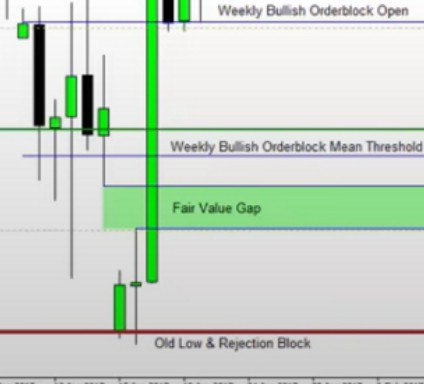 Weekly Bullish Orderblock Open
Weekly Bullish Orderblock Mean Threshold
Fair Value Gap
Old Low & Rejection Block